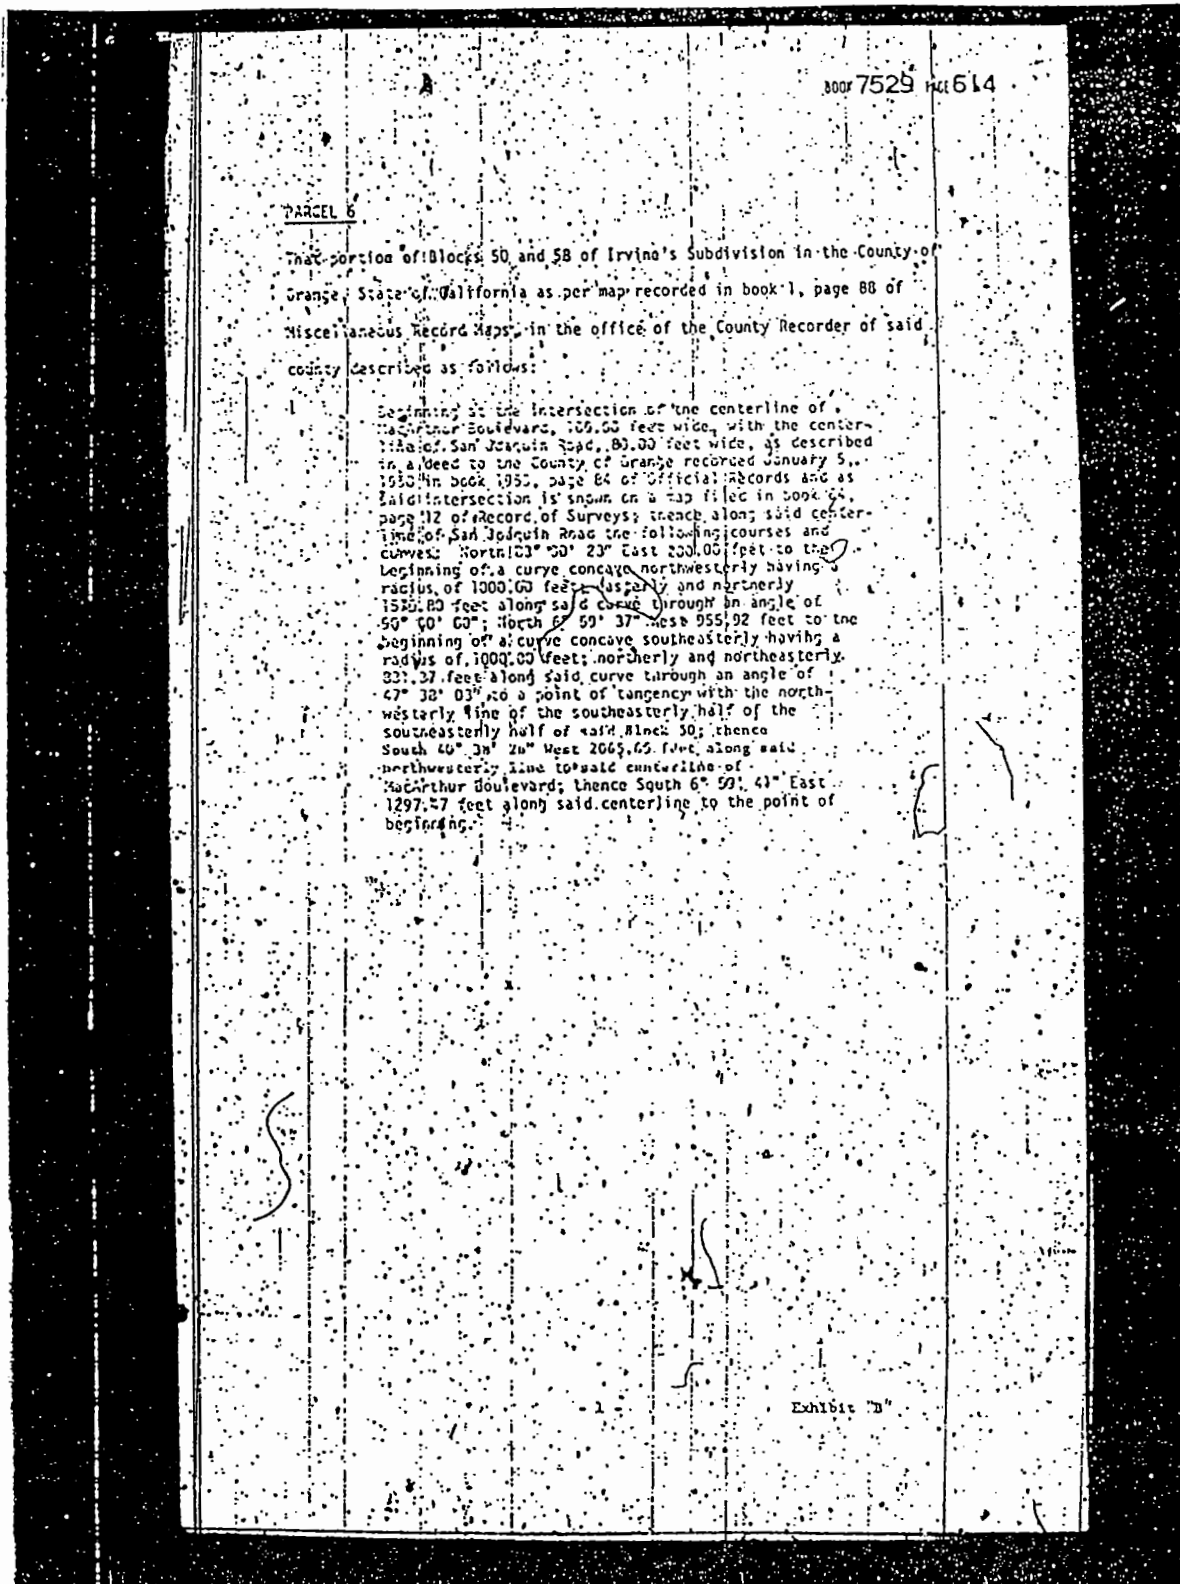 BOOK 7529 PAGE 614
PARCEL 6
That portion of Blocks 50 and 58 of Irvine's Subdivision in the County of
Orange, State of California as per map recorded in book 1, page 88 of
Miscellaneous Record Maps, in the office of the County Recorder of said
county described as follows:
Beginning at the intersection of the centerline of
MacArthur Boulevard, 100.00 feet wide, with the center-
line of San Joaquin Road, 80.00 feet wide, as described
in a deed to the County of Orange recorded January 5,
in book page 84 of Official Records and as
said intersection is shown on a map filed in book
page 12 of Record of Surveys; thence along said center-
line of San Joaquin Road the following courses and
curves: North 20" East 200.00 feet to the
beginning of a curve concave northwesterly having a
radius of 1000.00 feet; easterly and northerly
1570.80 feet along said curve through an angle of
00' 00"; North 6° 59' 37" West 955.92 feet to the
beginning of a curve concave southeasterly having a
radius of 1000.00 feet; northerly and northeasterly
831.37 feet along said curve through an angle of
47° 38' 03" to a point of tangency with the north-
westerly line of the southeasterly half of the
southeasterly half of said Block 50; thence
South 40° 38' West 2065.65 feet along said
northwesterly line to said centerline of
MacArthur Boulevard; thence South 6° 59' East
1297. feet along said centerline to the point of
beginning.
- 1 -
Exhibit "B"